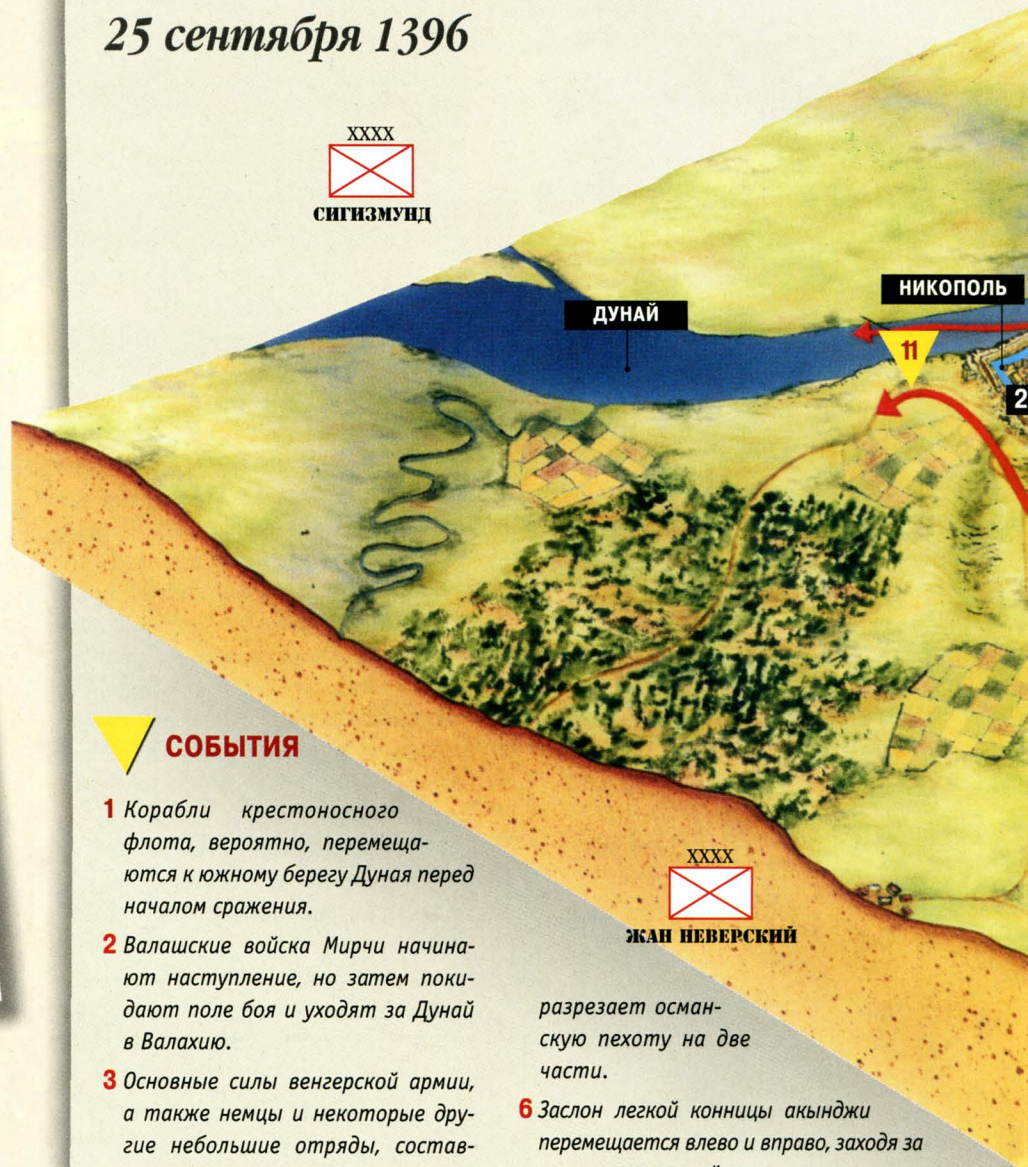 25 сентября 1396
XXXX
СИГИЗМУНД
НИКОПОЛЬ
ДУНАЙ
11
2
СОБЫТИЯ
1 Корабли крестоносного
флота, вероятно, перемеща-
ются к южному берегу Дуная перед
началом сражения.
2 Валашские войска Мирчи начина-
ют наступление, но затем поки-
дают поле боя и уходят за Дунай
в Валахию.
3 Основные силы венгерской армии,
а также немцы и некоторые дру-
гие небольшие отряды, состав-
XXXX
ЖАН НЕВЕРСКИЙ
разрезает осман-
скую пехоту на две
части.
6 Заслон легкой конницы акынджи
перемещается влево и вправо, заходя за